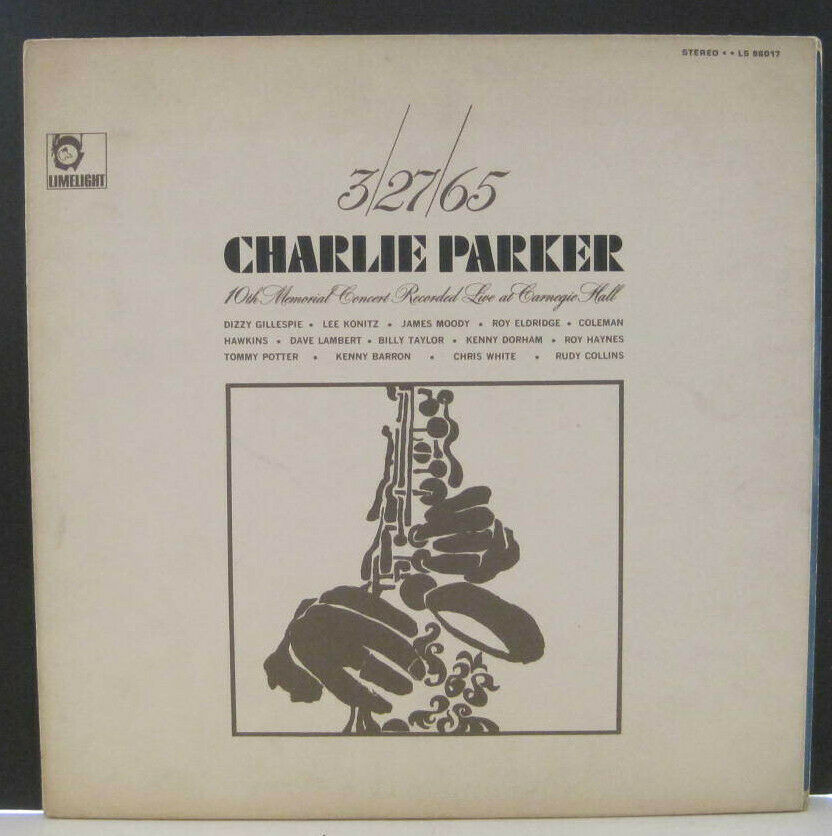 STEREO • • LS 86017
LIMELIGHT
3/27/65
CHARLIE PARKER
10th Memorial Concert Recorded Live at Carnegie Hall
DIZZY GILLESPIE • LEE KONITZ • JAMES MOODY • ROY ELDRIDGE • COLEMAN
HAWKINS • DAVE LAMBERT • BILLY TAYLOR • KENNY DORHAM • ROY HAYNES
TOMMY POTTER • KENNY BARRON • CHRIS WHITE • RUDY COLLINS